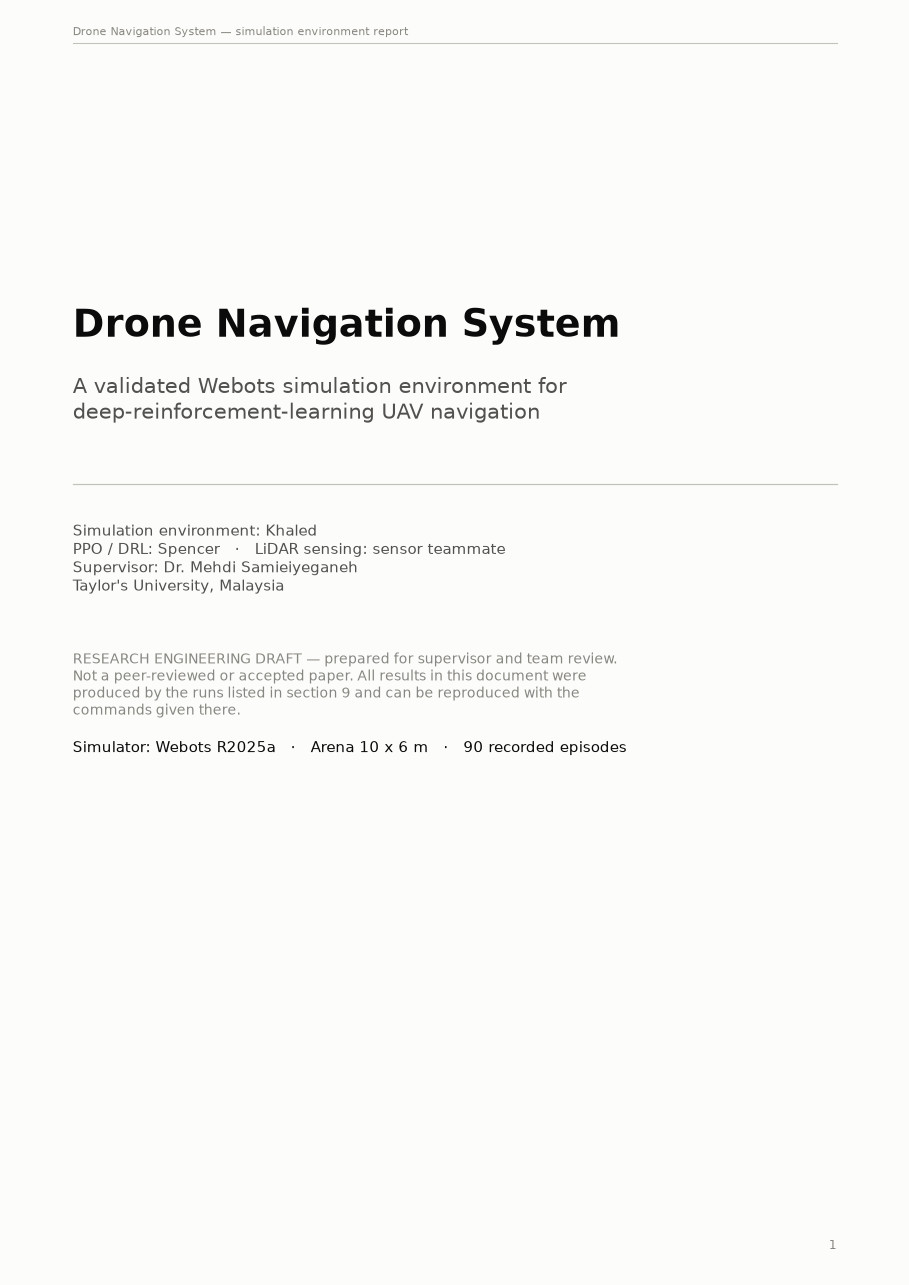 Drone Navigation System — simulation environment report
Drone Navigation System
A validated Webots simulation environment for
deep-reinforcement-learning UAV navigation
Simulation environment: Khaled
PPO / DRL: Spencer · LiDAR sensing: sensor teammate
Supervisor: Dr. Mehdi Samieiyeganeh
Taylor's University, Malaysia
RESEARCH ENGINEERING DRAFT — prepared for supervisor and team review.
Not a peer-reviewed or accepted paper. All results in this document were
produced by the runs listed in section 9 and can be reproduced with the
commands given there.
Simulator: Webots R2025a · Arena 10 x 6 m · 90 recorded episodes
1